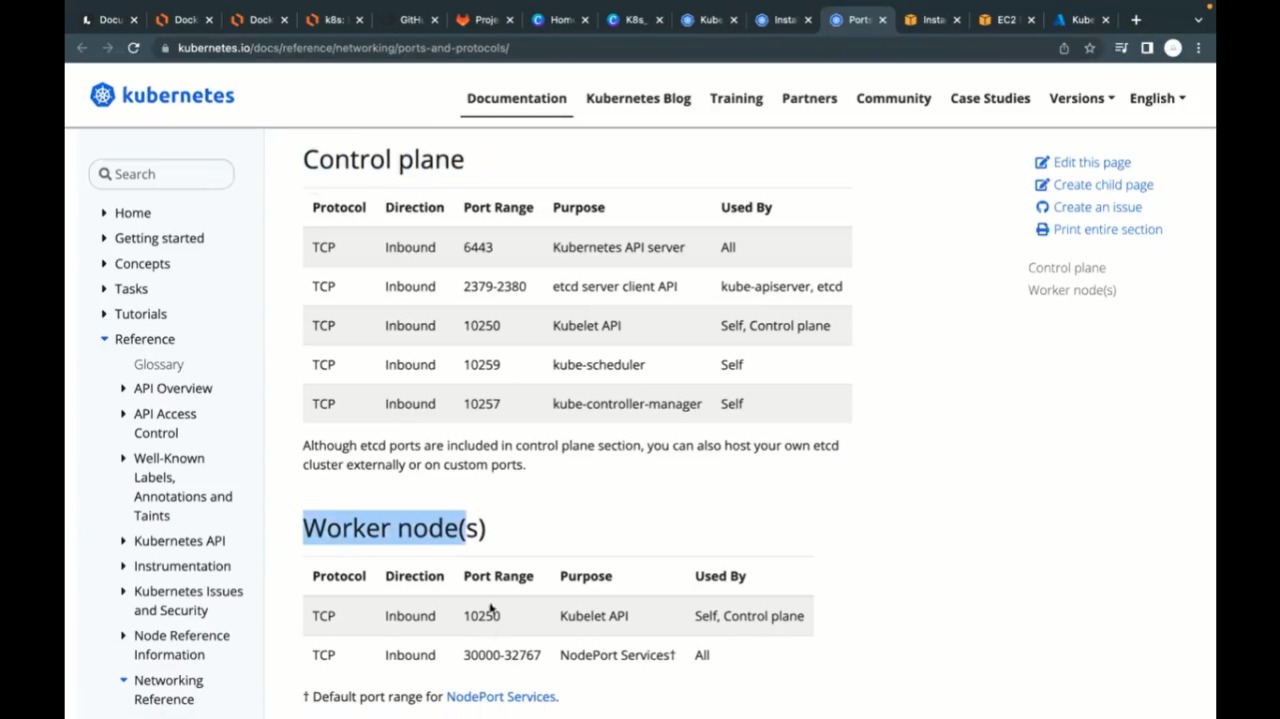 Docu
Dock
Dock
k8s:
GitH
Proje
Hom
K8s_
Kube
Insta
Ports
Insta
EC2
Kube
kubernetes.io/docs/reference/networking/ports-and-protocols/
kubernetes
Documentation Kubernetes Blog Training Partners Community Case Studies Versions English
Search
Home
Getting started
Concepts
Tasks
Tutorials
Reference
Glossary
API Overview
API Access
Control
Well-Known
Labels,
Annotations and
Taints
Kubernetes API
Instrumentation
Kubernetes Issues
and Security
Node Reference
Information
Networking
Reference
Control plane
Protocol Direction Port Range Purpose Used By
TCP Inbound 6443 Kubernetes API server All
TCP Inbound 2379-2380 etcd server client API kube-apiserver, etcd
TCP Inbound 10250 Kubelet API Self, Control plane
TCP Inbound 10259 kube-scheduler Self
TCP Inbound 10257 kube-controller-manager Self
Although etcd ports are included in control plane section, you can also host your own etcd
cluster externally or on custom ports.
Worker node(s)
Protocol Direction Port Range Purpose Used By
TCP Inbound 10250 Kubelet API Self, Control plane
TCP Inbound 30000-32767 NodePort Services† All
† Default port range for NodePort Services.
Edit this page
Create child page
Create an issue
Print entire section
Control plane
Worker node(s)